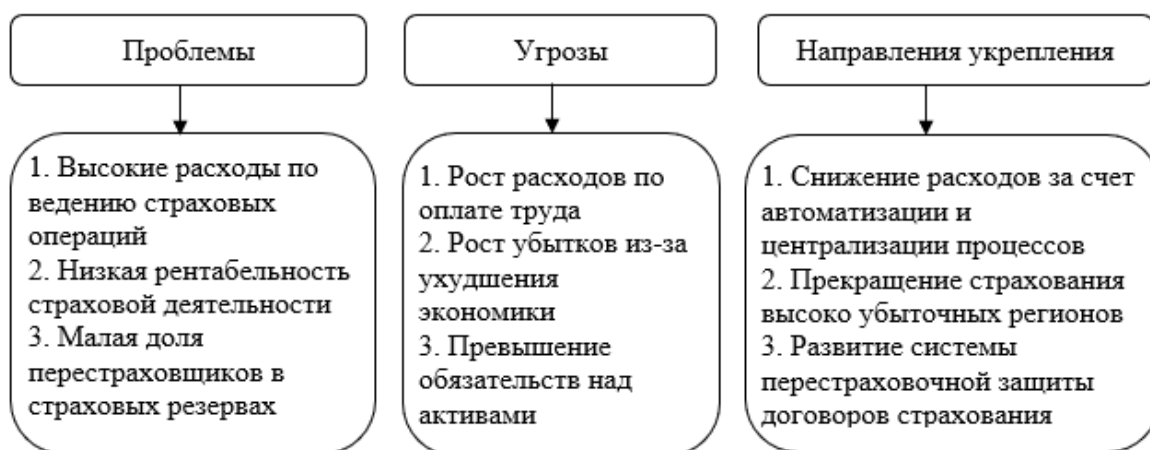 Проблемы
1. Высокие расходы по
ведению страховых
операций
2. Низкая рентабельность
страховой деятельности
3. Малая доля
перестраховщиков в
страховых резервах
Угрозы
1. Рост расходов по
оплате труда
2. Рост убытков из-за
ухудшения
экономики
3. Превышение
обязательств над
активами
Направления укрепления
1. Снижение расходов за счет
автоматизации и
централизации процессов
2. Прекращение страхования
высоко убыточных регионов
3. Развитие системы
перестраховочной защиты
договоров страхования